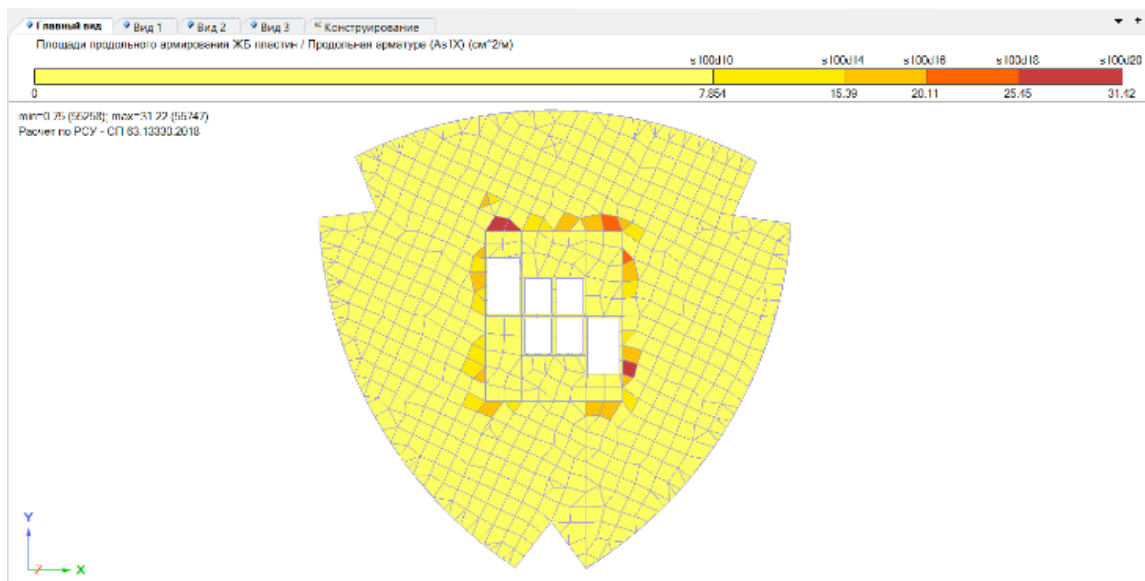 Главный вид Вид 1 Вид 2 Вид 3 Конструирование
Площади продольного армирования ЖБ пластин / Продольная арматура (As1X) (см^2/м)
s100d10 s100d14 s100d16 s100d18 s100d20
0 7.854 15.39 20.11 25.45 31.42
min=0.75 (55258); max=31.22 (55747)
Расчет по РСУ - СП 63.13330.2018
Y
Z X